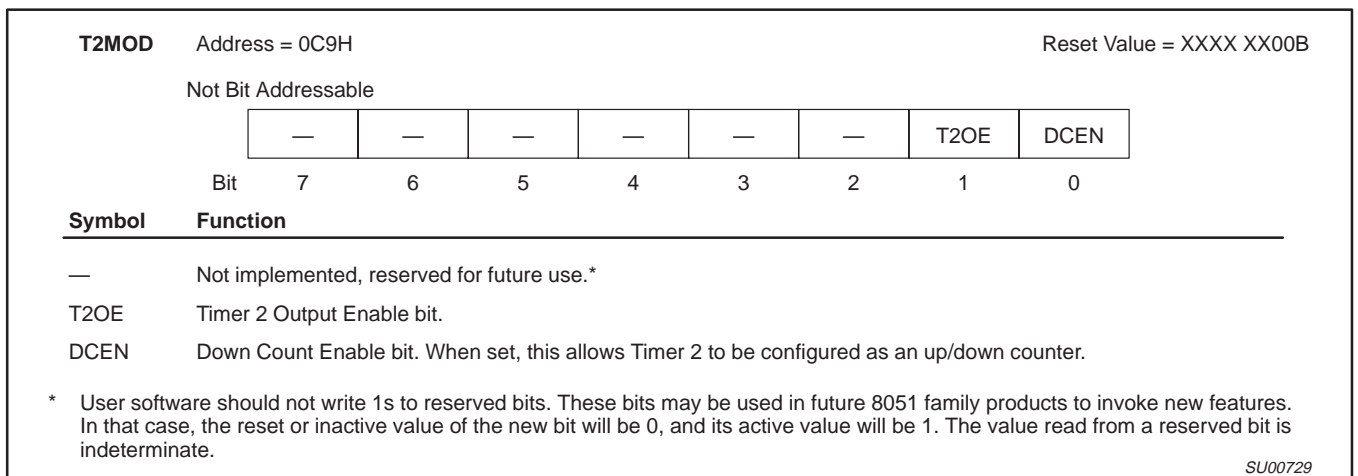 T2MOD Address = 0C9H Reset Value = XXXX XX00B
Not Bit Addressable
— — — — — — T2OE DCEN
Bit 7 6 5 4 3 2 1 0
Symbol Function
— Not implemented, reserved for future use.*
T2OE Timer 2 Output Enable bit.
DCEN Down Count Enable bit. When set, this allows Timer 2 to be configured as an up/down counter.
* User software should not write 1s to reserved bits. These bits may be used in future 8051 family products to invoke new features.
In that case, the reset or inactive value of the new bit will be 0, and its active value will be 1. The value read from a reserved bit is
indeterminate.
SU00729